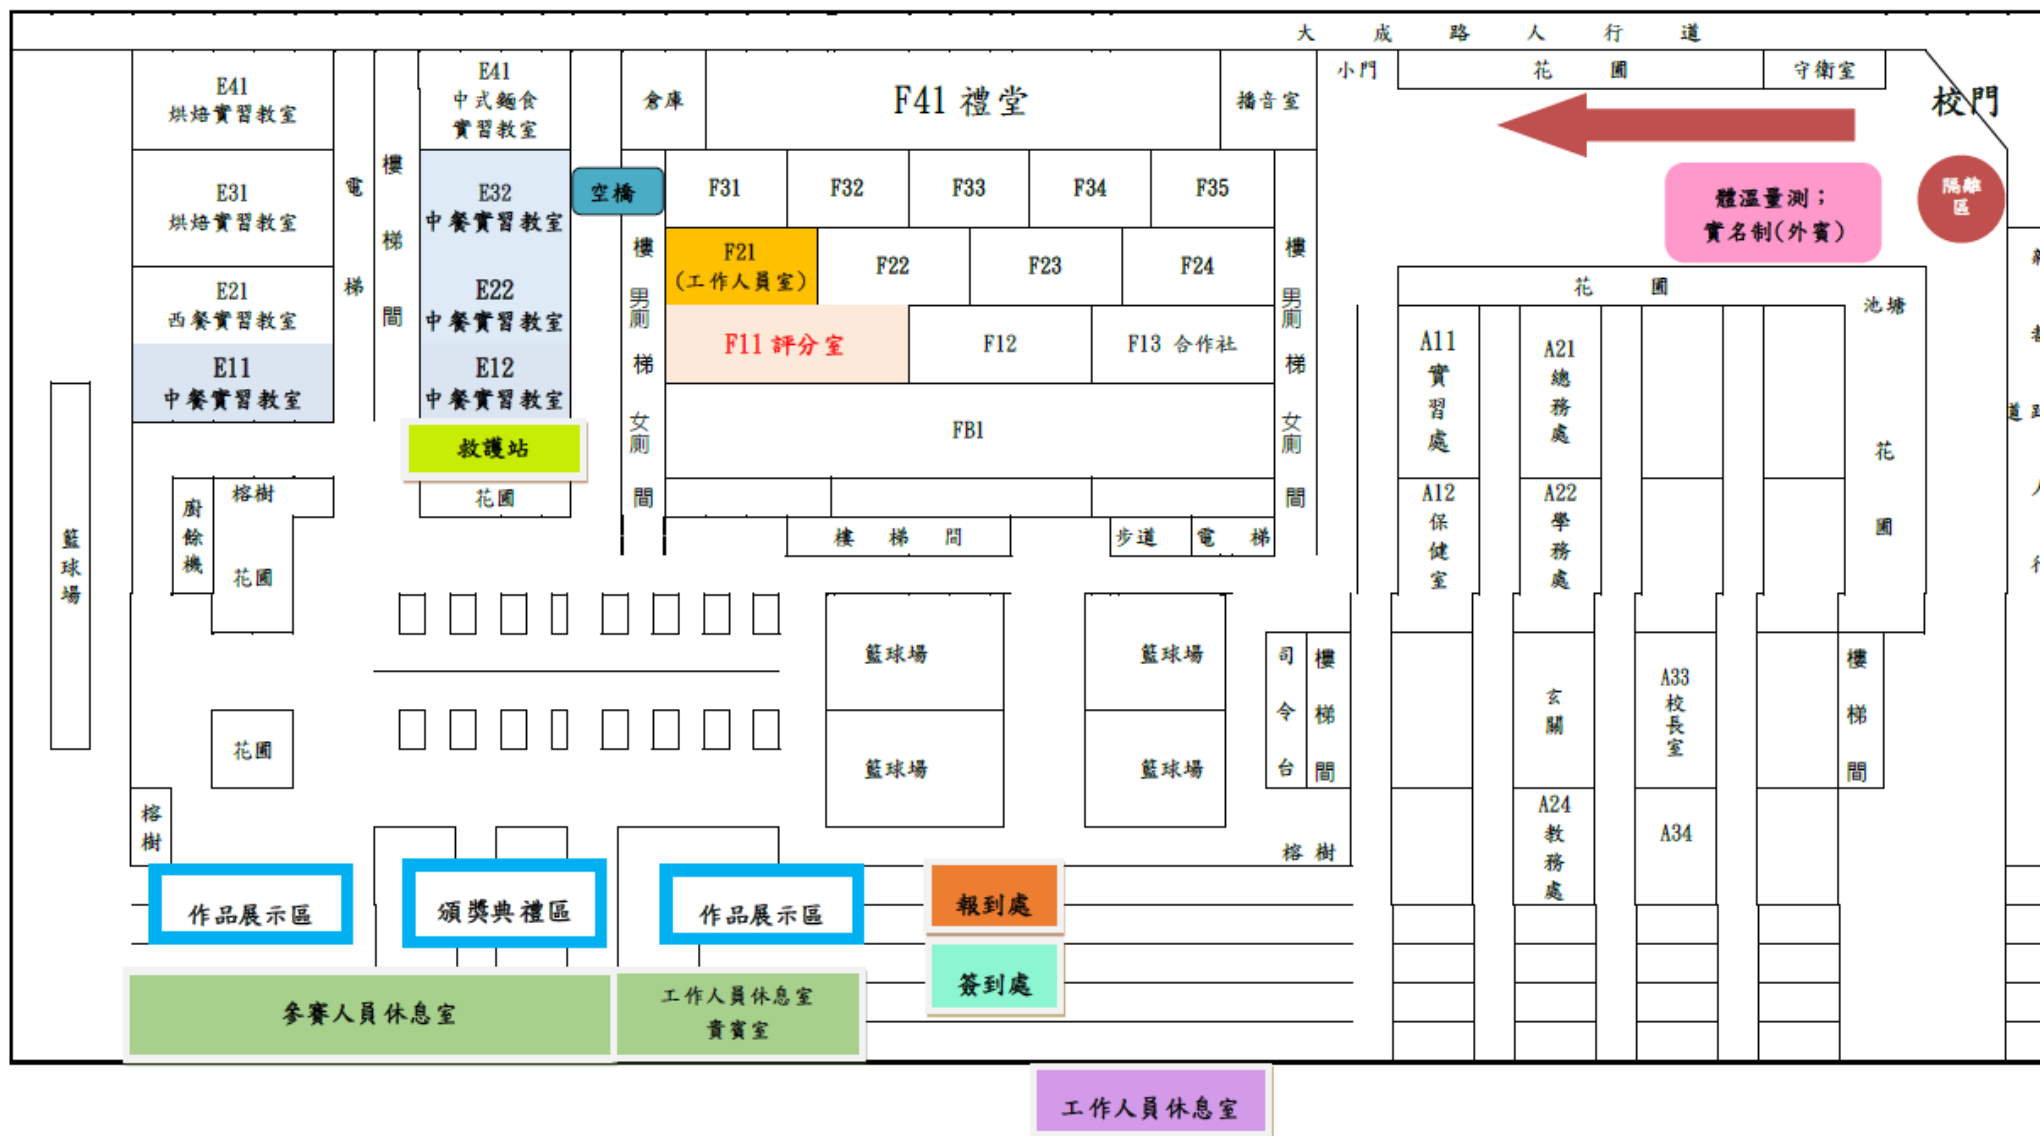 大成路人行道
E41
烘焙實習教室
E41
中式麵食
實習教室
倉庫
F41 禮堂
播音室
小門
花圃
守衛室
校門
隔離
區
體溫量測；
實名制(外賓)
E31
烘焙實習教室
電梯
樓梯間
E32
中餐實習教室
空橋
F31
F32
F33
F34
F35
E21
西餐實習教室
E22
中餐實習教室
樓梯間
男廁
女廁
F21
(工作人員室)
F22
F23
F24
樓梯間
男廁
女廁
花圃
池塘
花圃
E11
中餐實習教室
E12
中餐實習教室
F11 評分室
F12
F13 合作社
FB1
A11
實習處
A21
總務處
救護站
花圃
籃球場
廚餘機
榕樹
花圃
樓梯間
步道
電梯
A12
保健室
A22
學務處
籃球場
籃球場
籃球場
籃球場
司令台
樓梯間
玄關
A33
校長室
樓梯間
花圃
榕樹
榕樹
A24
教務處
A34
作品展示區
頒獎典禮區
作品展示區
報到處
簽到處
參賽人員休息室
工作人員休息室
貴賓室
工作人員休息室